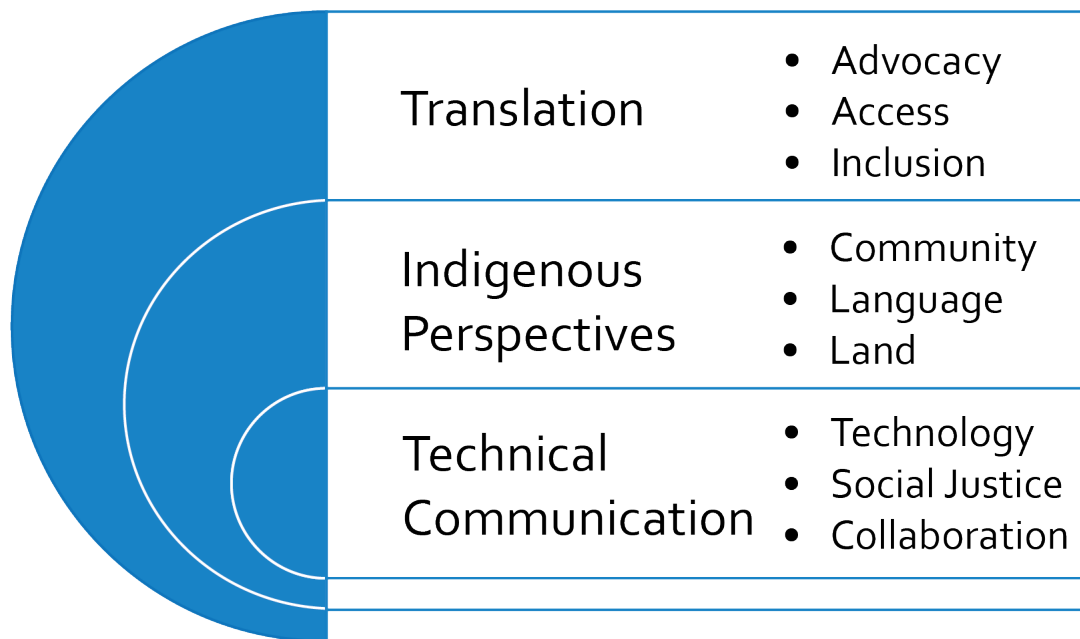 Translation
• Advocacy
• Access
• Inclusion
Indigenous
Perspectives
• Community
• Language
• Land
Technical
Communication
• Technology
• Social Justice
• Collaboration